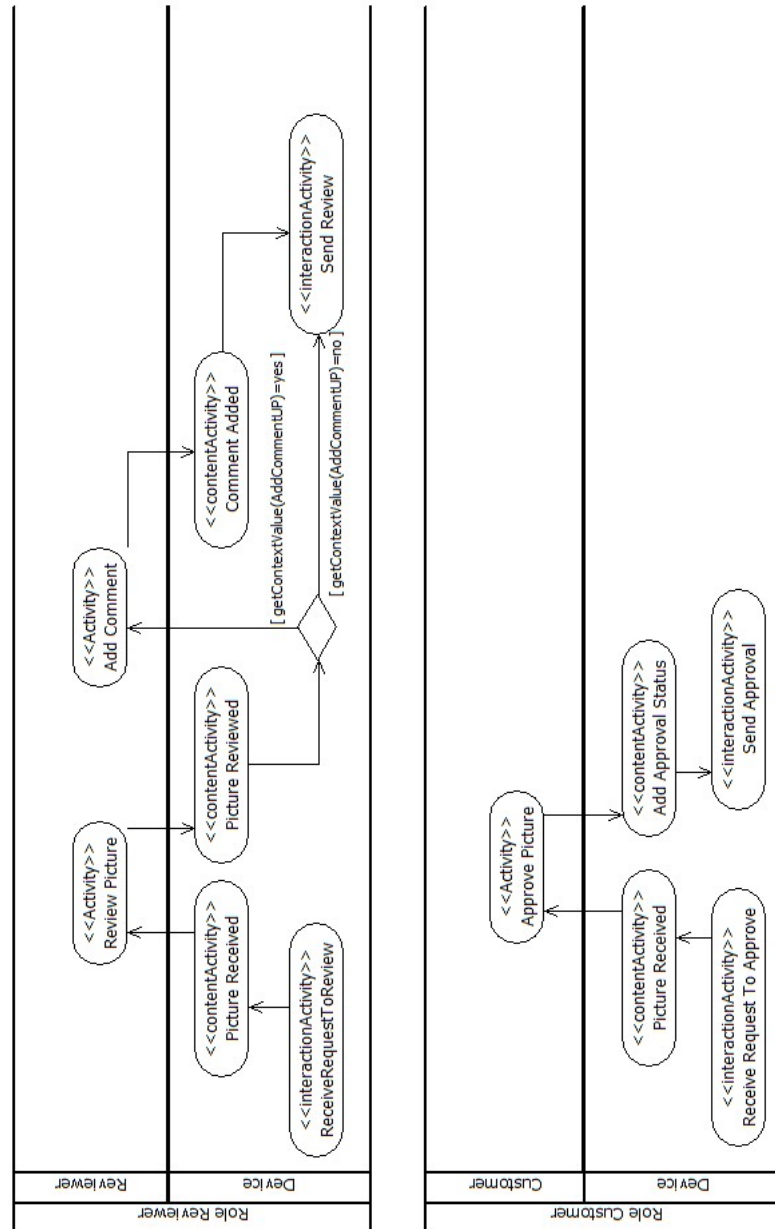 Role Reviewer
Reviewer
Device
<<interactionActivity>>
ReceiveRequestToReview
<<contentActivity>>
Picture Received
<<Activity>>
Review Picture
<<contentActivity>>
Picture Reviewed
<<Activity>>
Add Comment
[ getContextValue(AddCommentUP)=yes ]
[ getContextValue(AddCommentUP)=no ]
<<contentActivity>>
Comment Added
<<interactionActivity>>
Send Review
Role Customer
Customer
Device
<<interactionActivity>>
Receive Request To Approve
<<contentActivity>>
Picture Received
<<Activity>>
Approve Picture
<<contentActivity>>
Add Approval Status
<<interactionActivity>>
Send Approval